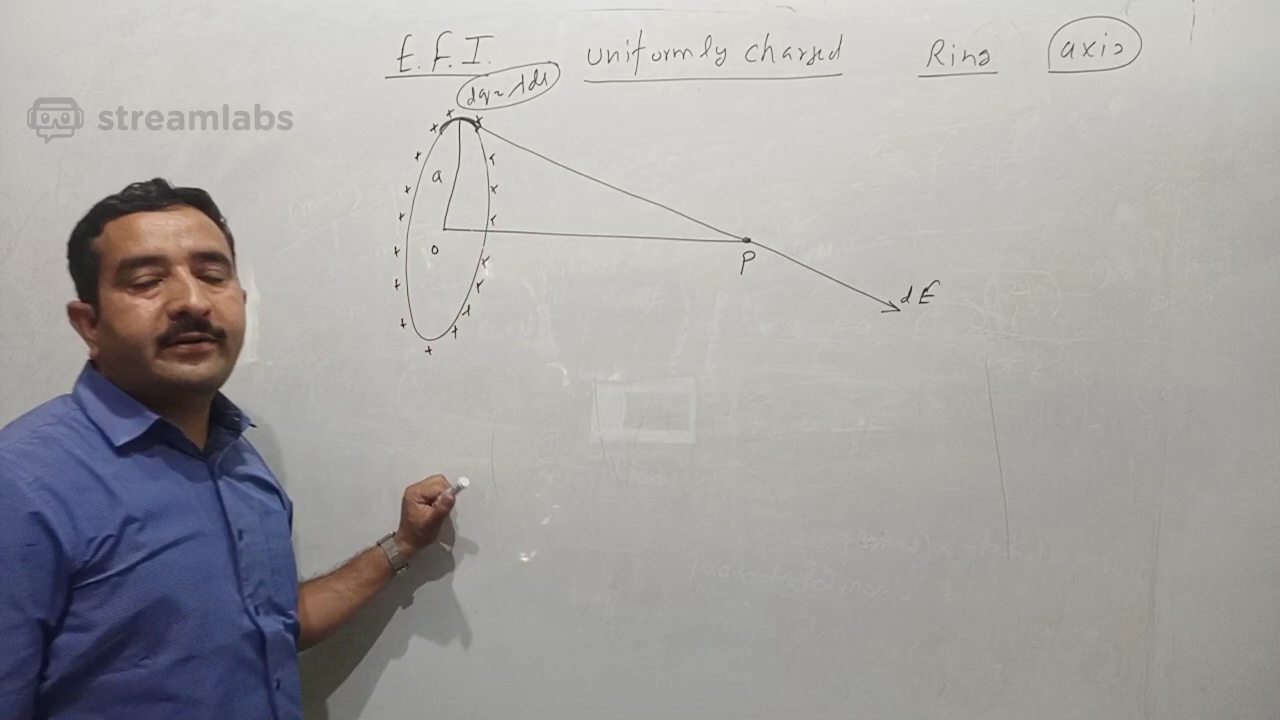 E.F.I. Uniformly charged Ring axis
dq = λdl
streamlabs
a
o
P
dE